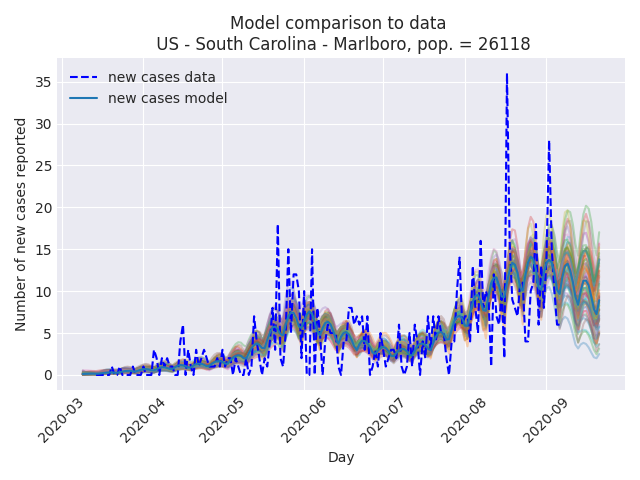 Model comparison to data
US - South Carolina - Marlboro, pop. = 26118
new cases data
new cases model
Number of new cases reported
35
30
25
20
15
10
5
0
2020-03
2020-04
2020-05
2020-06
2020-07
2020-08
2020-09
Day